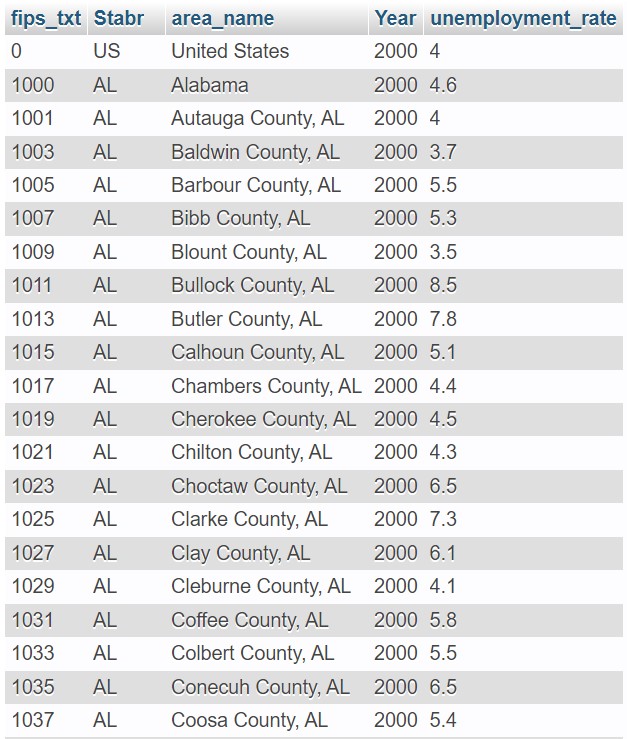 fips_txt Stabr area_name Year unemployment_rate
0 US United States 2000 4
1000 AL Alabama 2000 4.6
1001 AL Autauga County, AL 2000 4
1003 AL Baldwin County, AL 2000 3.7
1005 AL Barbour County, AL 2000 5.5
1007 AL Bibb County, AL 2000 5.3
1009 AL Blount County, AL 2000 3.5
1011 AL Bullock County, AL 2000 8.5
1013 AL Butler County, AL 2000 7.8
1015 AL Calhoun County, AL 2000 5.1
1017 AL Chambers County, AL 2000 4.4
1019 AL Cherokee County, AL 2000 4.5
1021 AL Chilton County, AL 2000 4.3
1023 AL Choctaw County, AL 2000 6.5
1025 AL Clarke County, AL 2000 7.3
1027 AL Clay County, AL 2000 6.1
1029 AL Cleburne County, AL 2000 4.1
1031 AL Coffee County, AL 2000 5.8
1033 AL Colbert County, AL 2000 5.5
1035 AL Conecuh County, AL 2000 6.5
1037 AL Coosa County, AL 2000 5.4